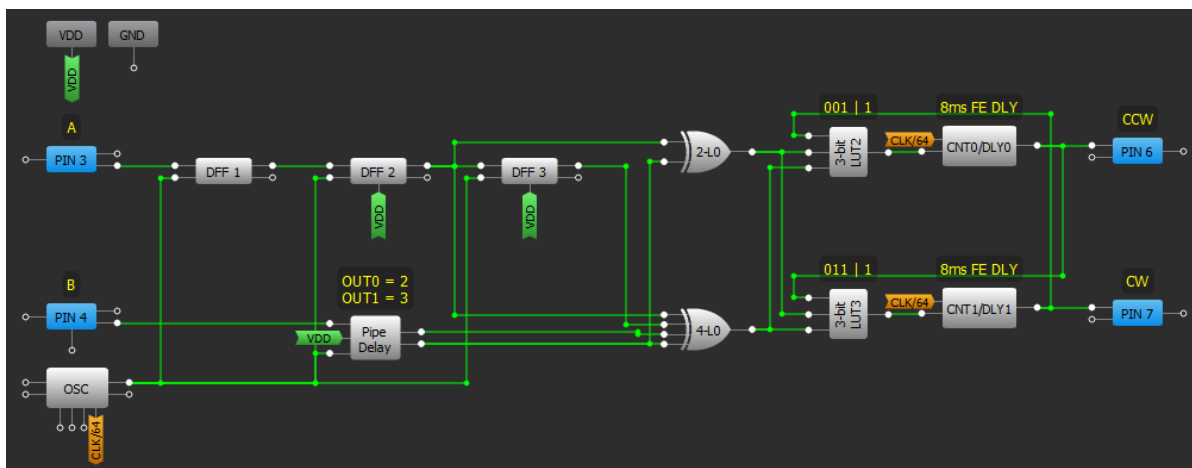 VDD
GND
VDD
A
PIN 3
DFF 1
DFF 2
VDD
DFF 3
VDD
2-L0
001 | 1
3-bit
LUT2
CLK/64
8ms FE DLY
CNT0/DLY0
CCW
PIN 6
B
PIN 4
OUT0 = 2
OUT1 = 3
VDD
Pipe
Delay
4-L0
011 | 1
3-bit
LUT3
CLK/64
8ms FE DLY
CNT1/DLY1
CW
PIN 7
OSC
CLK/64